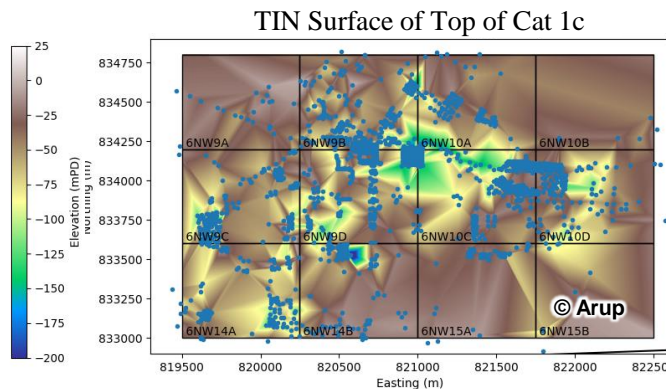 TIN Surface of Top of Cat 1c
25
0
−25
−50
−75
−100
−125
−150
−175
−200
Elevation (mPD)
Northing (m)
834750
834500
834250
834000
833750
833500
833250
833000
6NW9A 6NW9B 6NW10A 6NW10B
6NW9C 6NW9D 6NW10C 6NW10D
6NW14A 6NW14B 6NW15A 6NW15B
© Arup
819500 820000 820500 821000 821500 822000 82250
Easting (m)